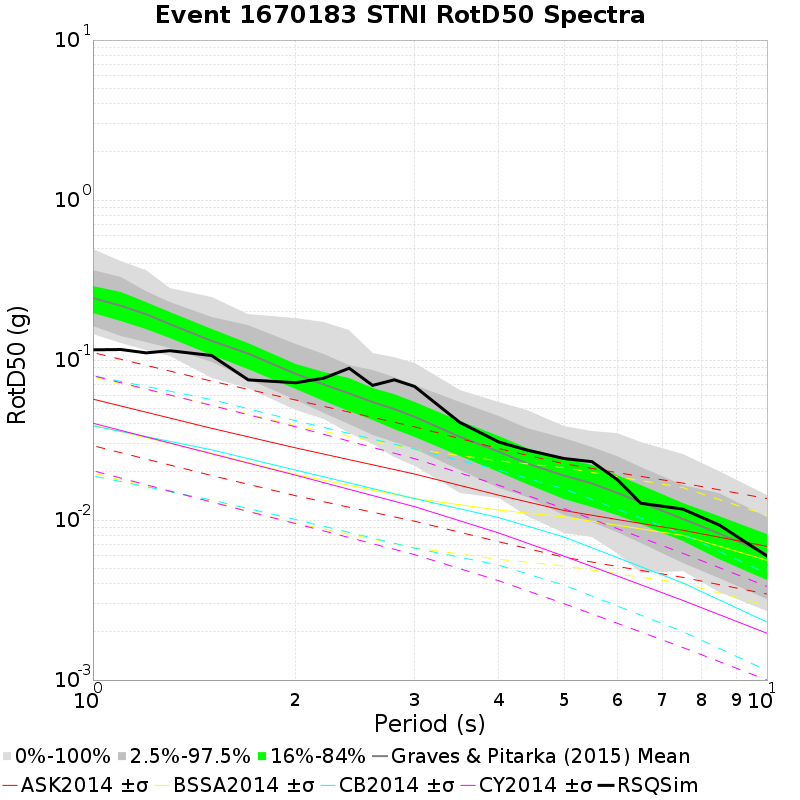 Event 1670183 STNI RotD50 Spectra
10^1
10^0
10^-1
10^-2
10^-3
RotD50 (g)
10^0 2 3 4 5 6 7 8 9 10^1
Period (s)
0%-100% 2.5%-97.5% 16%-84% Graves & Pitarka (2015) Mean
ASK2014 ±σ BSSA2014 ±σ CB2014 ±σ CY2014 ±σ RSQSim